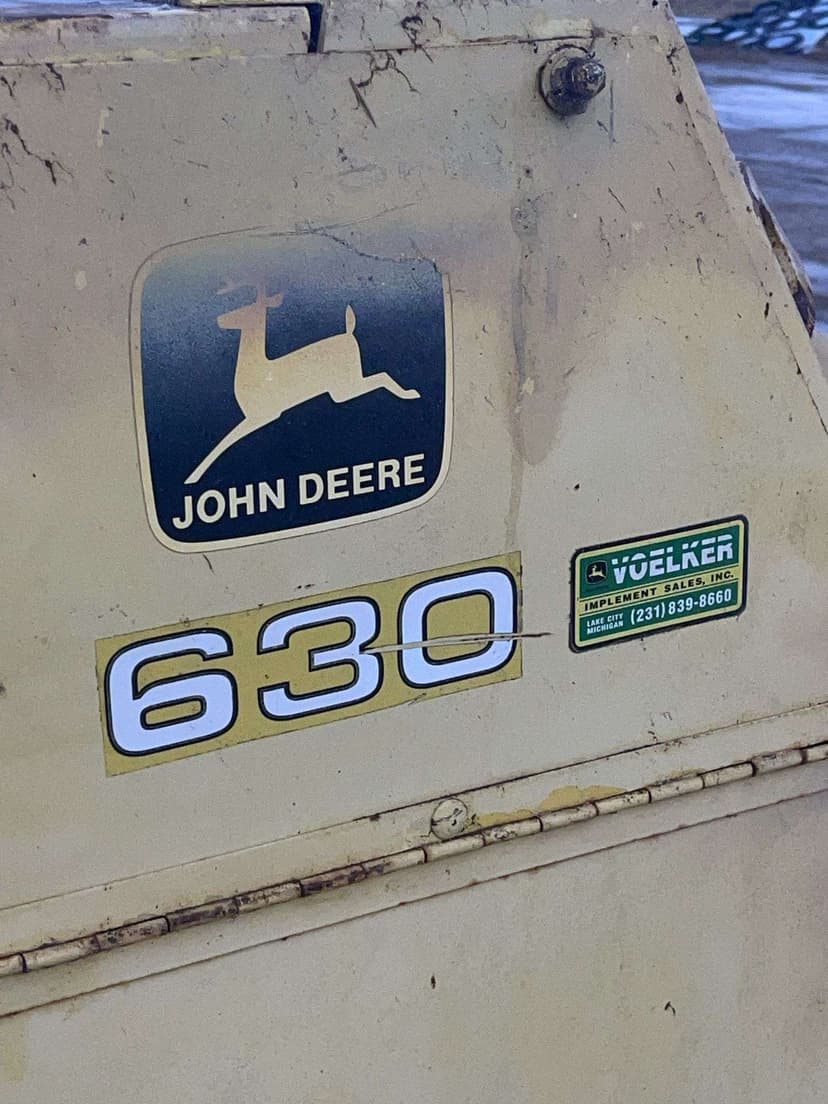 JOHN DEERE
630
VOELKER
IMPLEMENT SALES, INC.
LAKE CITY
MICHIGAN
(231)839-8660